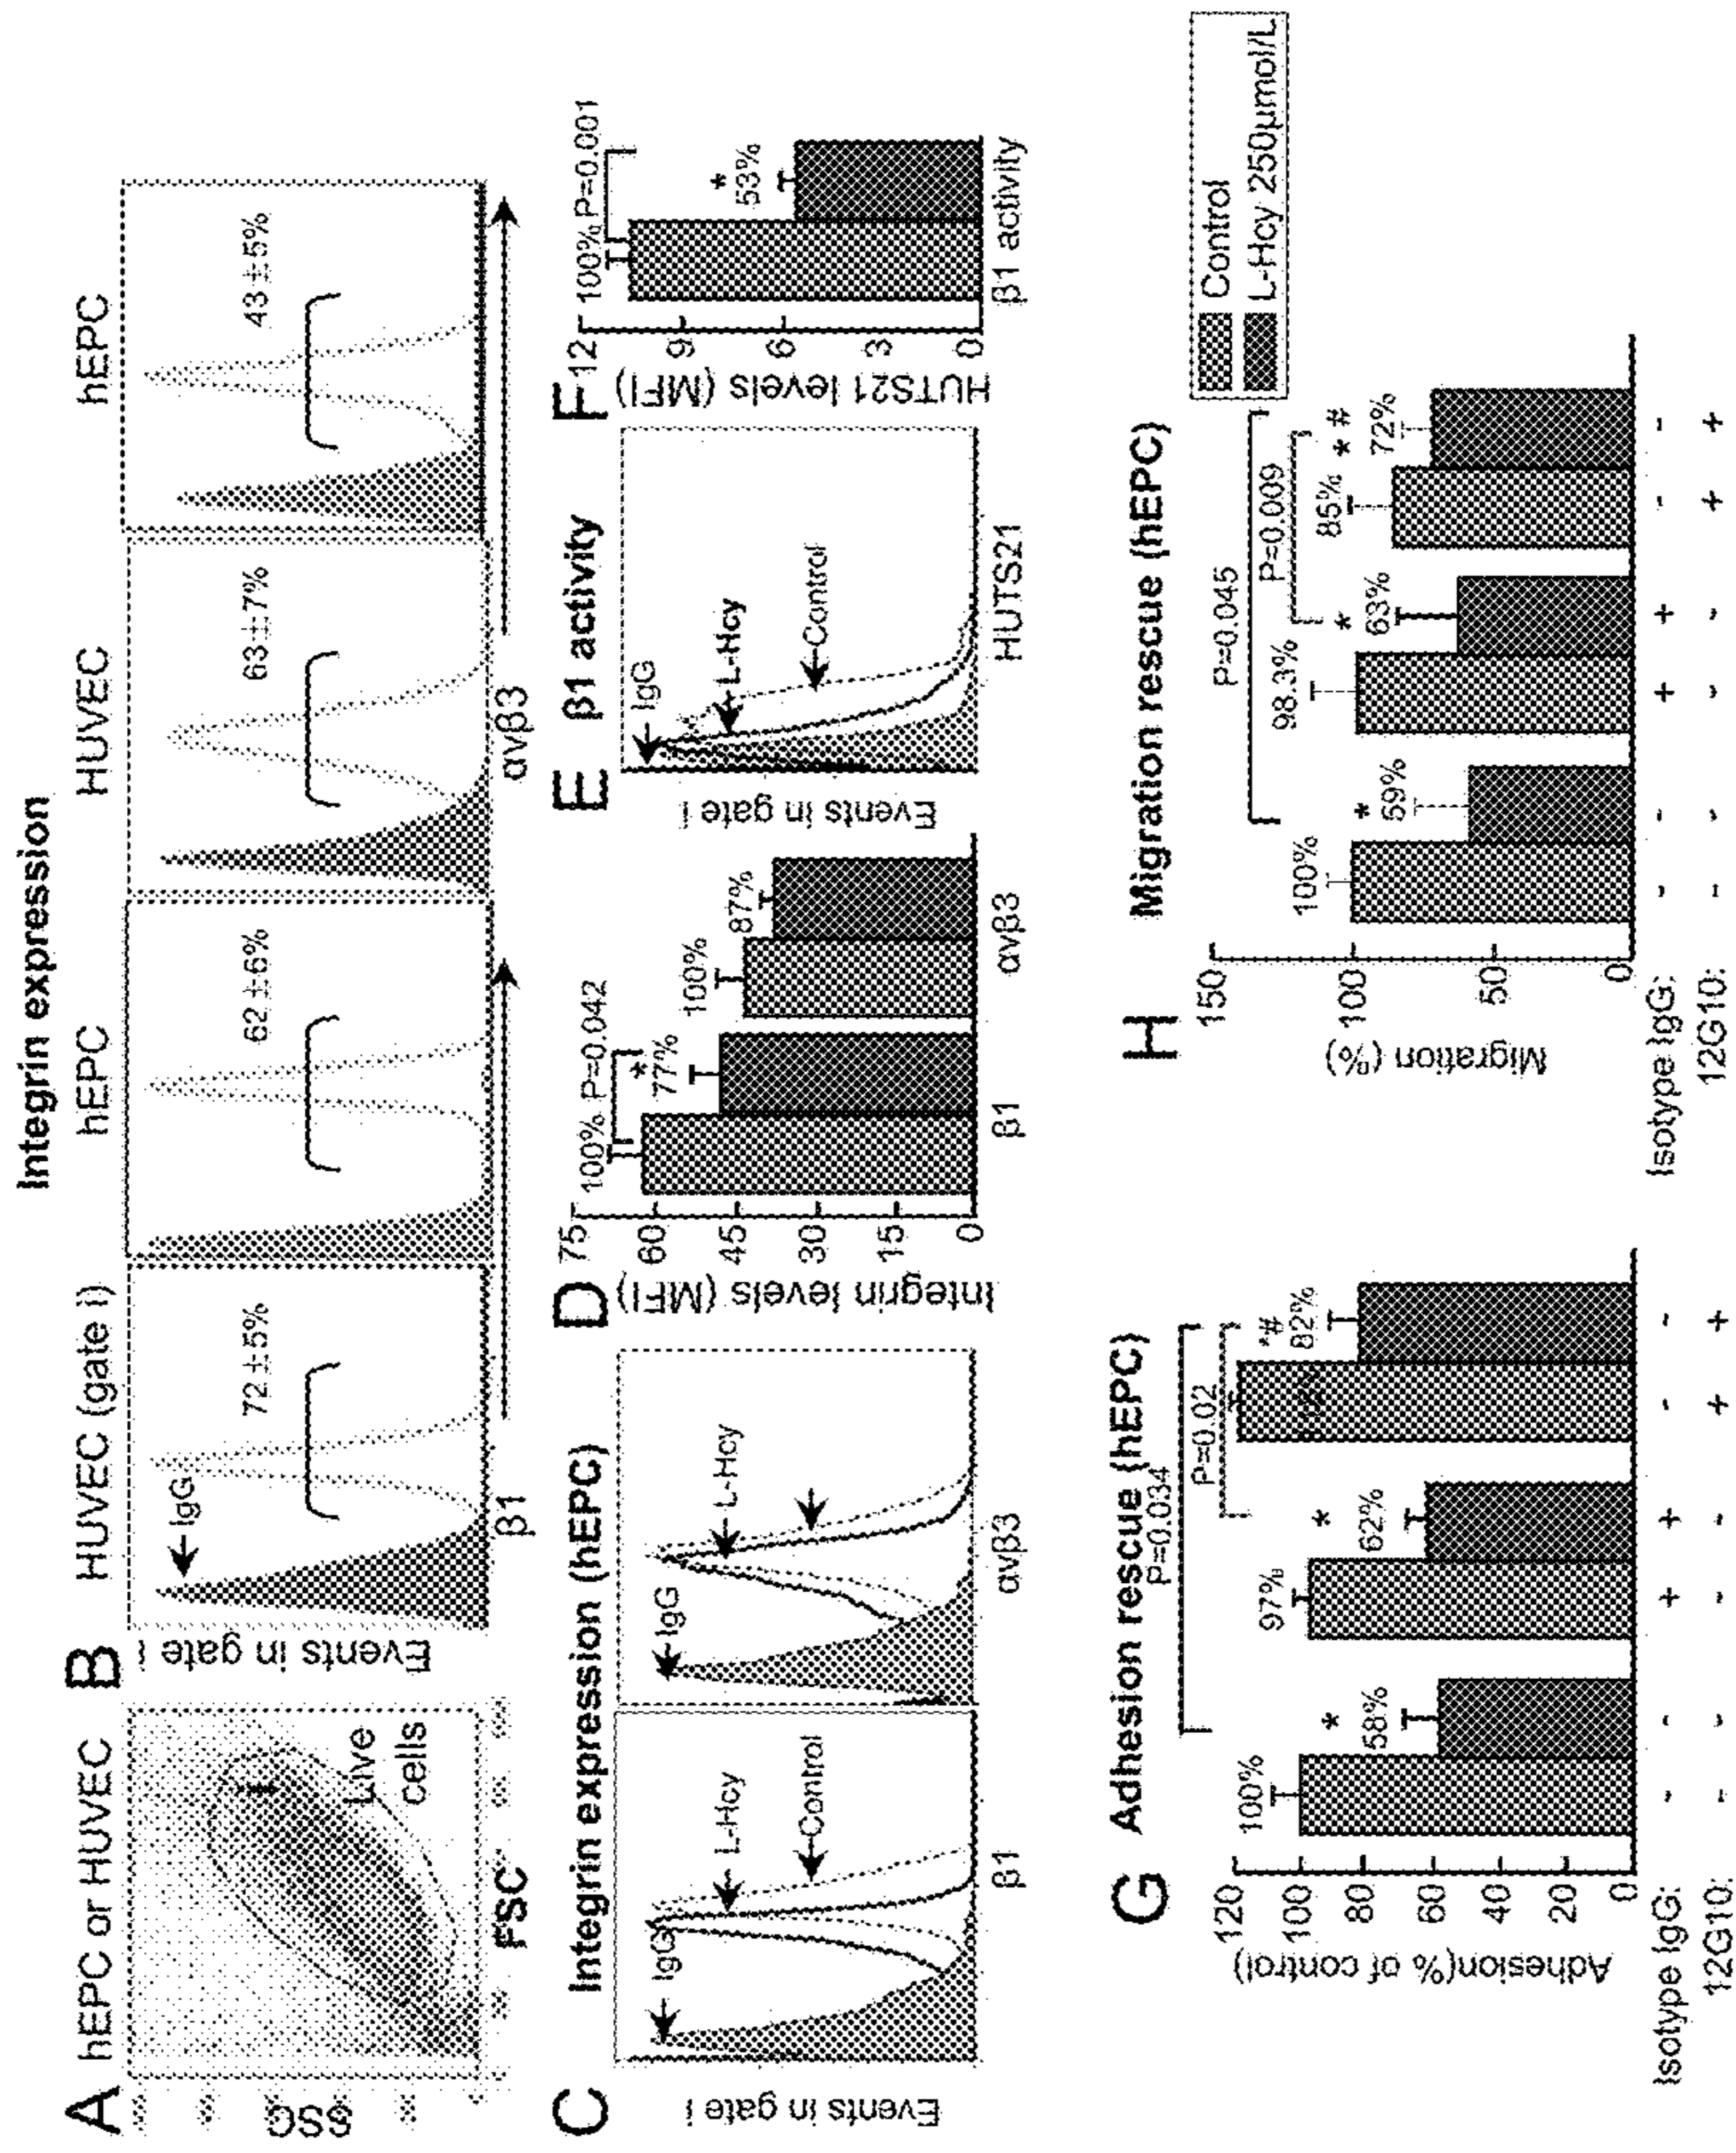 Integrin expression
A
hEPC or HUVEC
SSC
Live
cells
FSC
B
HUVEC (gate i)
hEPC
HUVEC
hEPC
Events in gate i
IgG
72±5%
62±6%
63±7%
43±5%
β1
αvβ3
C
Integrin expression (hEPC)
Events in gate i
IgG
L-Hcy
Control
β1
IgG
L-Hcy
αvβ3
D
Integrin levels (MFI)
75
60
45
30
15
0
100% P=0.042
*
77%
100%
87%
β1
αvβ3
E
β1 activity
Events in gate i
IgG
L-Hcy
Control
HUTS21
F
HUTS21 levels (MFI)
12
9
6
3
0
100% P=0.001
*
53%
β1 activity
G
Adhesion rescue (hEPC)
P=0.034
P=0.02
Adhesion(% of control)
120
100
80
60
40
20
0
100%
*
58%
97%
*
62%
*#
82%
Isotype IgG: - - + + - -
12G10: - - - - + +
H
Migration rescue (hEPC)
Control
L-Hcy 250μmol/L
P=0.045
P=0.009
Migration (%)
150
100
50
0
100%
*
59%
98.3%
*
63%
85%
* #
72%
Isotype IgG: - - + + - -
12G10: - - - - + +